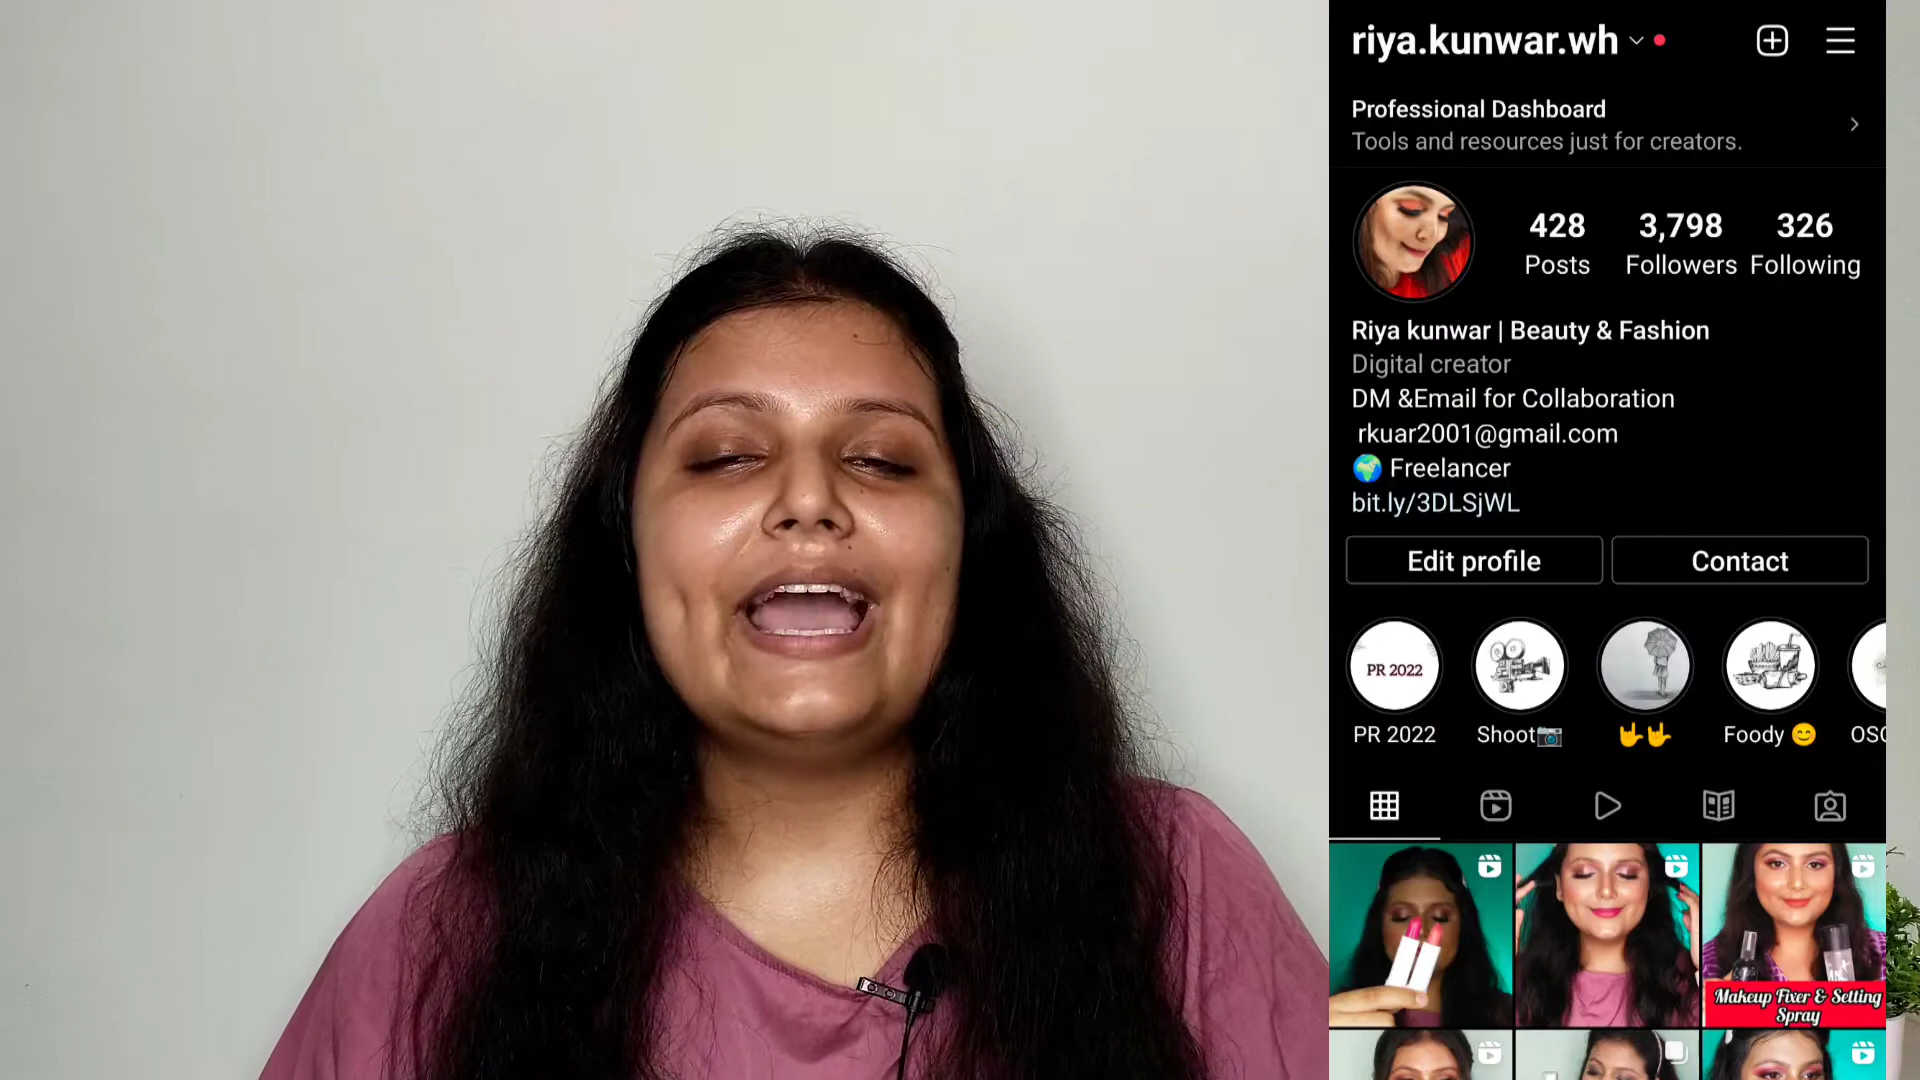 riya.kunwar.wh
Professional Dashboard
Tools and resources just for creators.
428 3,798 326
Posts Followers Following
Riya kunwar | Beauty & Fashion
Digital creator
DM &Email for Collaboration
rkuar2001@gmail.com
🌍 Freelancer
bit.ly/3DLSjWL
Edit profile Contact
PR 2022
PR 2022 Shoot📷 🤟🤟 Foody 😊
Makeup Fixer & Setting
Spray